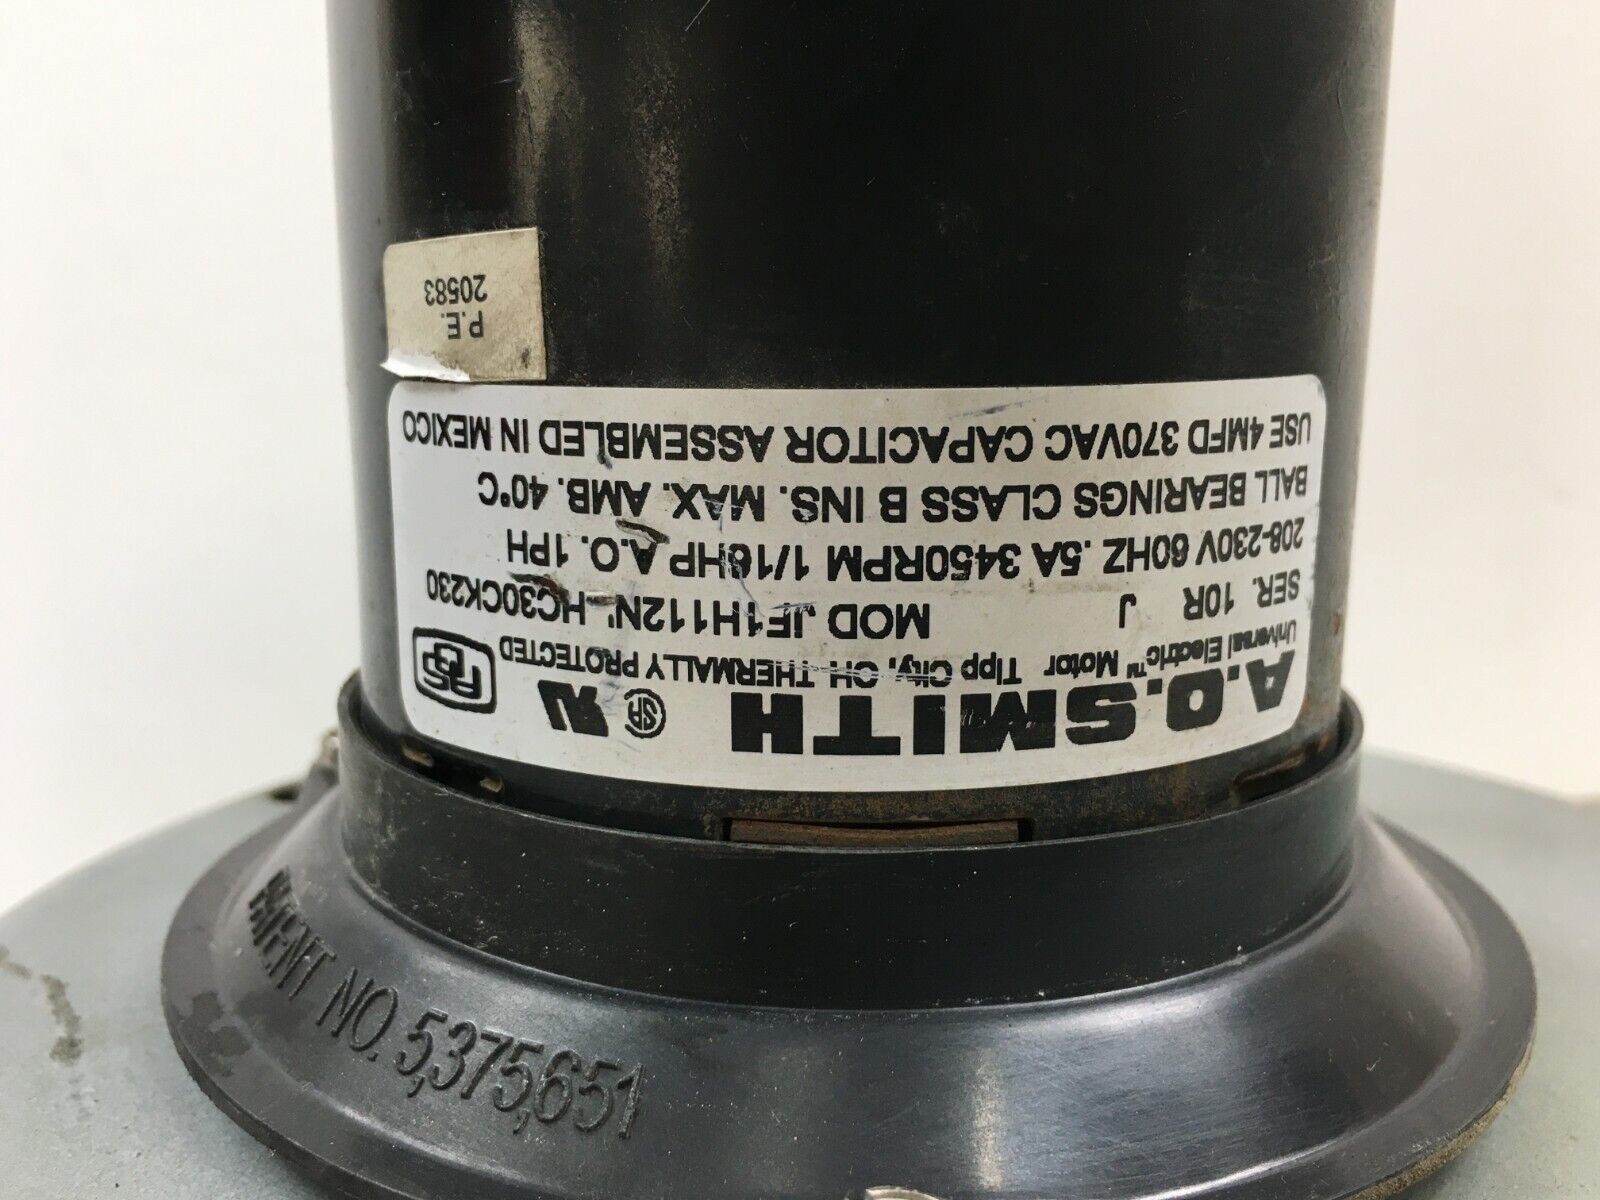 A.O.SMITH
Universal Electric™ Motor Tipp City, OH THERMALLY PROTECTED
SER. 10R J MOD JF1H112N HC30CK230
208-230V 60HZ .5A 3450RPM 1/16HP A.O. 1PH
BALL BEARINGS CLASS B INS. MAX. AMB. 40°C
USE 4MFD 370VAC CAPACITOR ASSEMBLED IN MEXICO
P.E.
20583
PATENT NO. 5,375,651